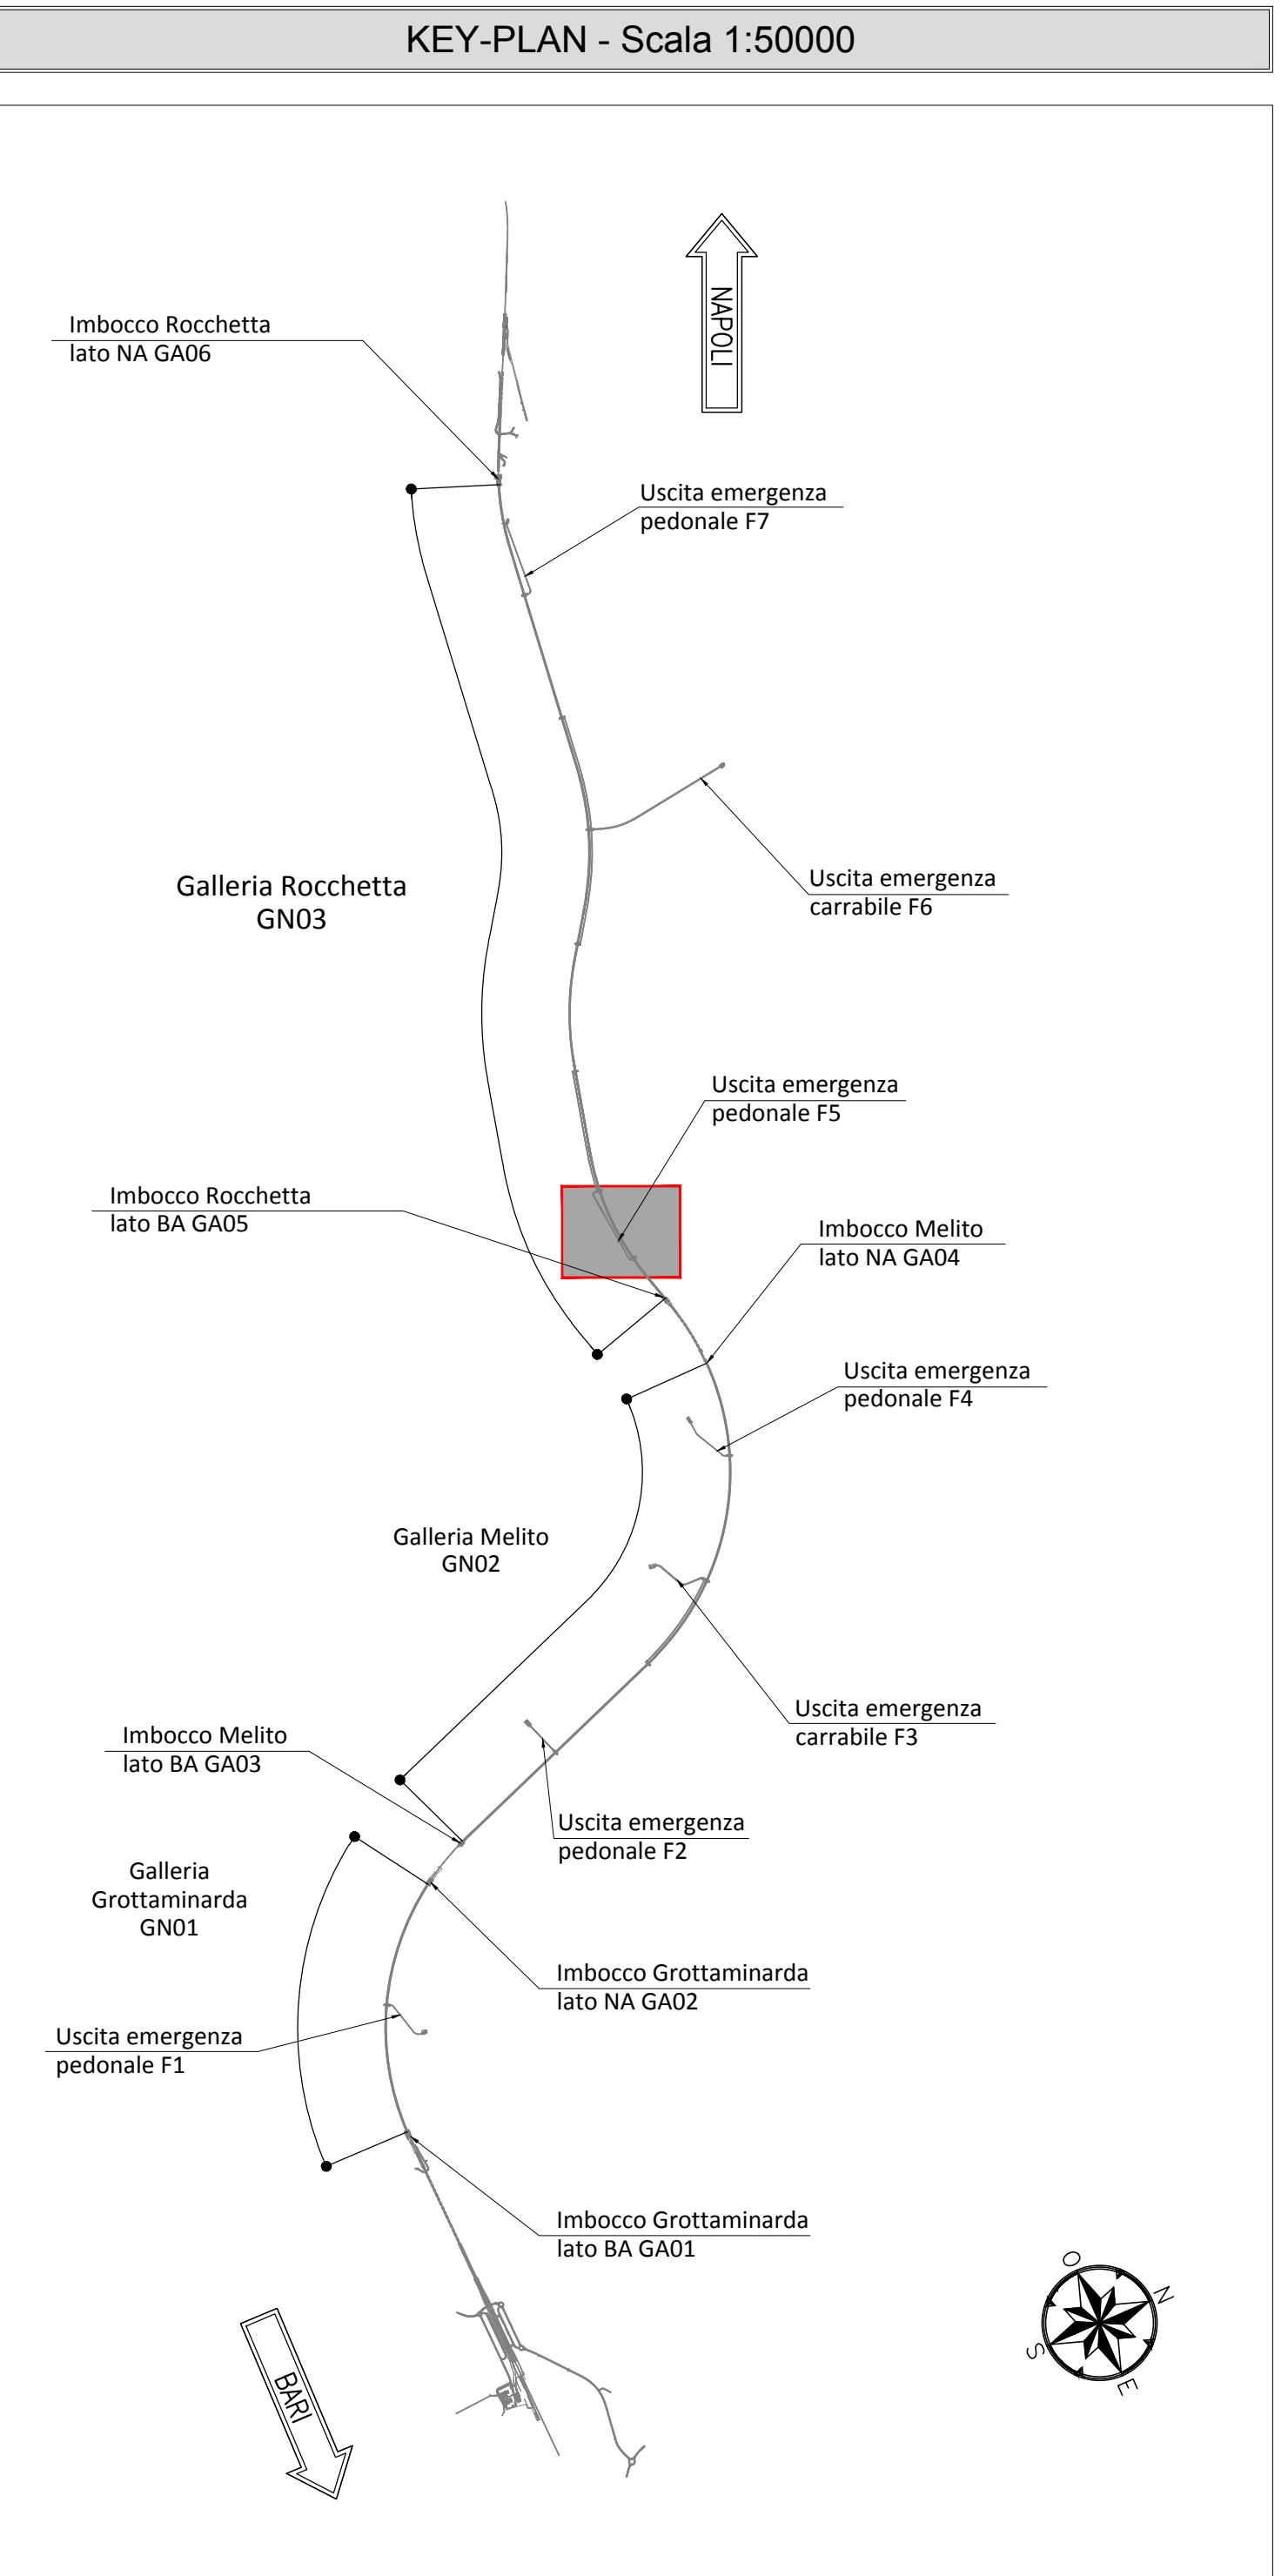 KEY-PLAN - Scala 1:50000
NAPOLI
Imbocco Rocchetta
lato NA GA06
Uscita emergenza
pedonale F7
Galleria Rocchetta
GN03
Uscita emergenza
carrabile F6
Uscita emergenza
pedonale F5
Imbocco Rocchetta
lato BA GA05
Imbocco Melito
lato NA GA04
Uscita emergenza
pedonale F4
Galleria Melito
GN02
Uscita emergenza
carrabile F3
Imbocco Melito
lato BA GA03
Uscita emergenza
pedonale F2
Galleria
Grottaminarda
GN01
Imbocco Grottaminarda
lato NA GA02
Uscita emergenza
pedonale F1
Imbocco Grottaminarda
lato BA GA01
BARI
O
N
S
E